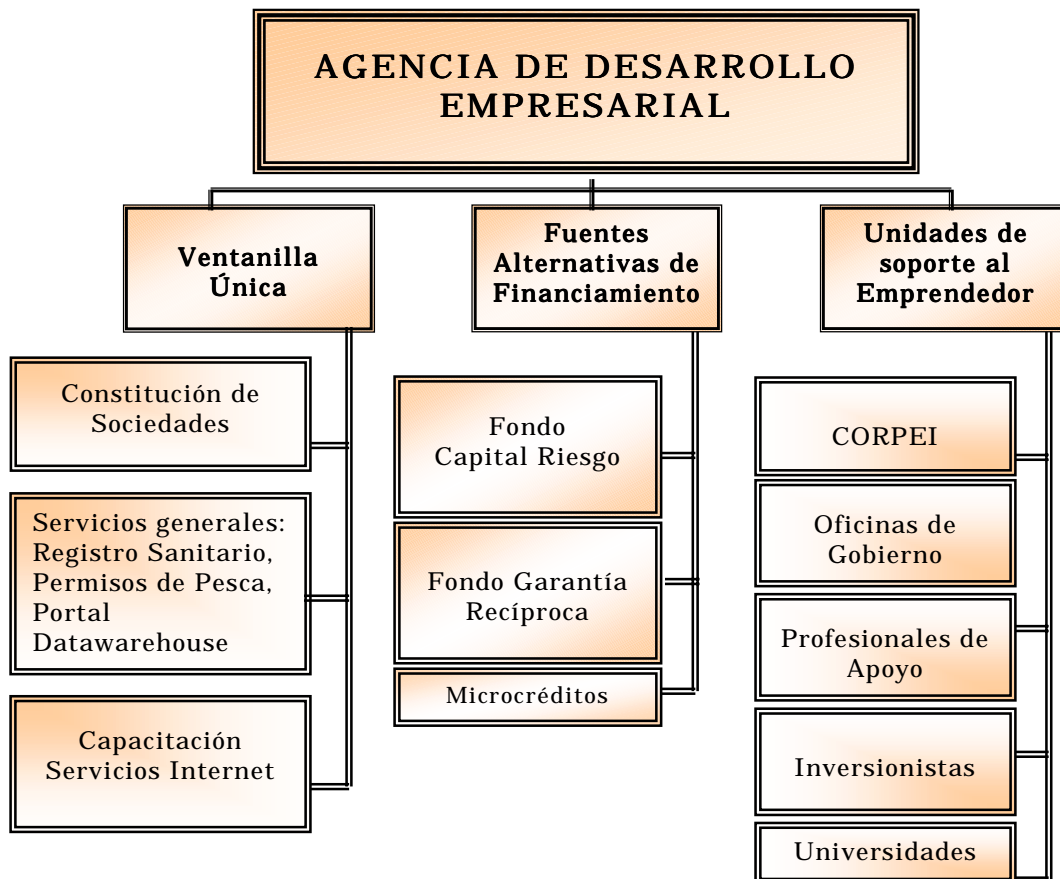 AGENCIA DE DESARROLLO
EMPRESARIAL
Ventanilla
Única
Constitución de
Sociedades
Servicios generales:
Registro Sanitario,
Permisos de Pesca,
Portal
Datawarehouse
Capacitación
Servicios Internet
Fuentes
Alternativas de
Financiamiento
Fondo
Capital Riesgo
Fondo Garantía
Recíproca
Microcréditos
Unidades de
soporte al
Emprendedor
CORPEI
Oficinas de
Gobierno
Profesionales de
Apoyo
Inversionistas
Universidades